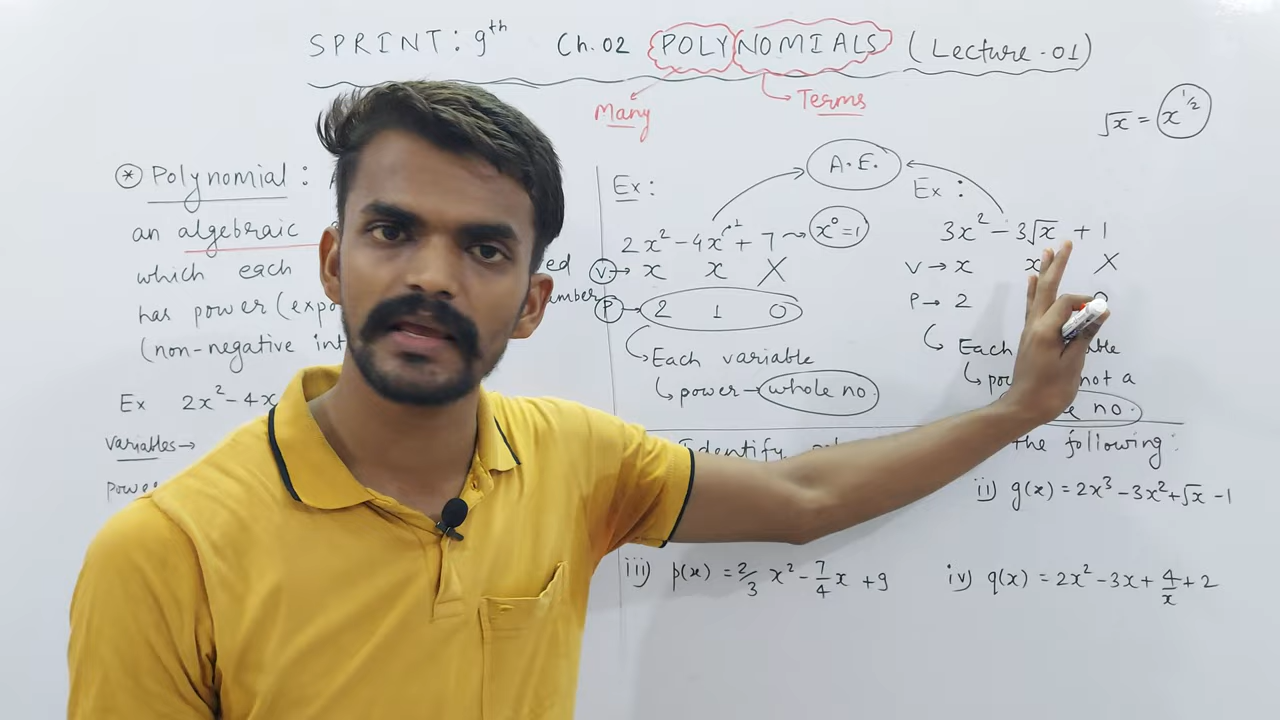 SPRINT: 9th Ch. 02 POLYNOMIALS (Lecture-01)
Many Terms
√x = x^1/2
* Polynomial:
an algebraic
which each
has power
(non-negative
Ex 2x² - 4x
variables →
Ex:
A.E.
2x² - 4x¹ + 7 → x⁰=1
V → x x X
P → 2 1 0
↳ Each variable
↳ power → whole no.
Ex:
3x² - 3√x + 1
V → x x X
P → 2
↳ Each
↳ not a
no.
the following:
ii) g(x) = 2x³ - 3x² + √x - 1
iii) p(x) = 2/3 x² - 7/4 x + 9
iv) q(x) = 2x² - 3x + 4/x + 2